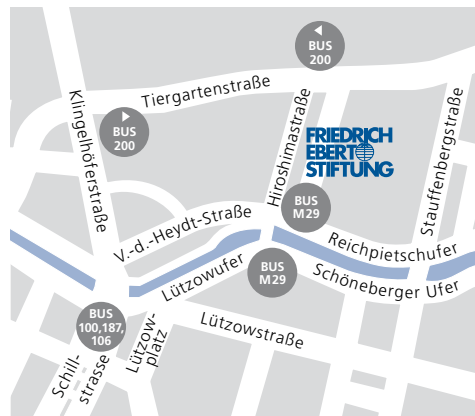 BUS
200
Tiergartenstraße
BUS
200
Klingelhöferstraße
Hiroshimastraße
FRIEDRICH
EBERT
STIFTUNG
Stauffenbergstraße
BUS
M29
V.-d.-Heydt-Straße
Reichpietschufer
Lützowufer
BUS
M29
Schöneberger Ufer
BUS
100,187,
106
Lützow-
platz
Lützowstraße
Schill-
strasse